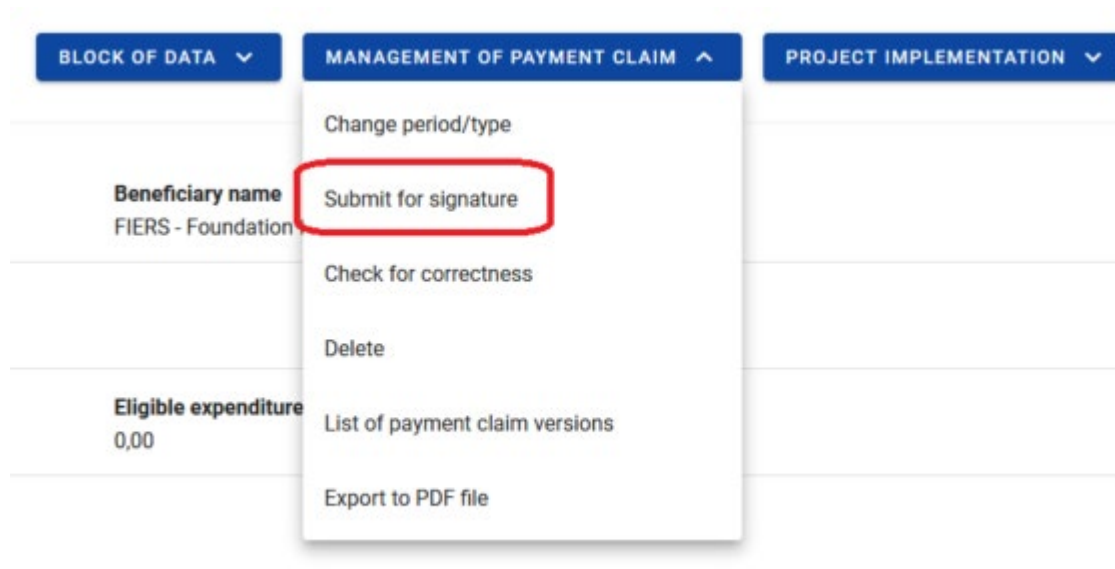 BLOCK OF DATA
MANAGEMENT OF PAYMENT CLAIM
PROJECT IMPLEMENTATION
Change period/type
Beneficiary name
Submit for signature
FIERS - Foundation
Check for correctness
Delete
Eligible expenditure
List of payment claim versions
0,00
Export to PDF file